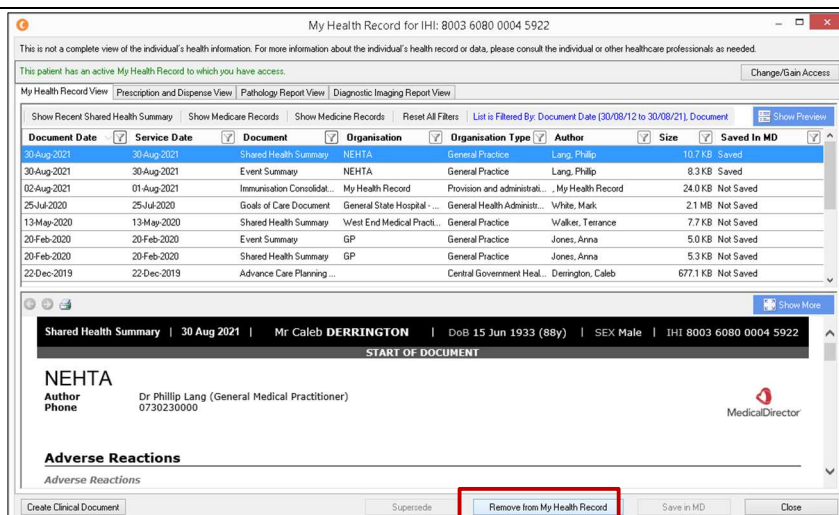 My Health Record for IHI: 8003 6080 0004 5922
This is not a complete view of the individual's health information. For more information about the individual's health record or data, please consult the individual or other healthcare professionals as needed.
This patient has an active My Health Record to which you have access.
Change/Gain Access
My Health Record View Prescription and Dispense View Pathology Report View Diagnostic Imaging Report View
Show Recent Shared Health Summary Show Medicare Records Show Medicine Records Reset All Filters List is Filtered By: Document Date (30/08/12 to 30/08/21), Document Show Preview
Document Date Service Date Document Organisation Organisation Type Author Size Saved In MD
30-Aug-2021 30-Aug-2021 Shared Health Summary NEHTA General Practice Lang, Phillip 10.7 KB Saved
30-Aug-2021 30-Aug-2021 Event Summary NEHTA General Practice Lang, Phillip 8.3 KB Saved
02-Aug-2021 01-Aug-2021 Immunisation Consolidat... My Health Record Provision and administrati... , My Health Record 24.0 KB Not Saved
25-Jul-2020 25-Jul-2020 Goals of Care Document General State Hospital - ... General Health Administr... White, Mark 2.1 MB Not Saved
13-May-2020 13-May-2020 Shared Health Summary West End Medical Practi... General Practice Walker, Terrance 7.7 KB Not Saved
20-Feb-2020 20-Feb-2020 Event Summary GP General Practice Jones, Anna 5.0 KB Not Saved
20-Feb-2020 20-Feb-2020 Shared Health Summary GP General Practice Jones, Anna 5.3 KB Not Saved
22-Dec-2019 22-Dec-2019 Advance Care Planning ... Central Government Heal... Derrington, Caleb 677.1 KB Not Saved
Show More
Shared Health Summary | 30 Aug 2021 | Mr Caleb DERRINGTON | DoB 15 Jun 1933 (88y) | SEX Male | IHI 8003 6080 0004 5922
START OF DOCUMENT
NEHTA
Author Dr Phillip Lang (General Medical Practitioner)
Phone 0730230000
MedicalDirector
Adverse Reactions
Adverse Reactions
Create Clinical Document Supersede Remove from My Health Record Save in MD Close